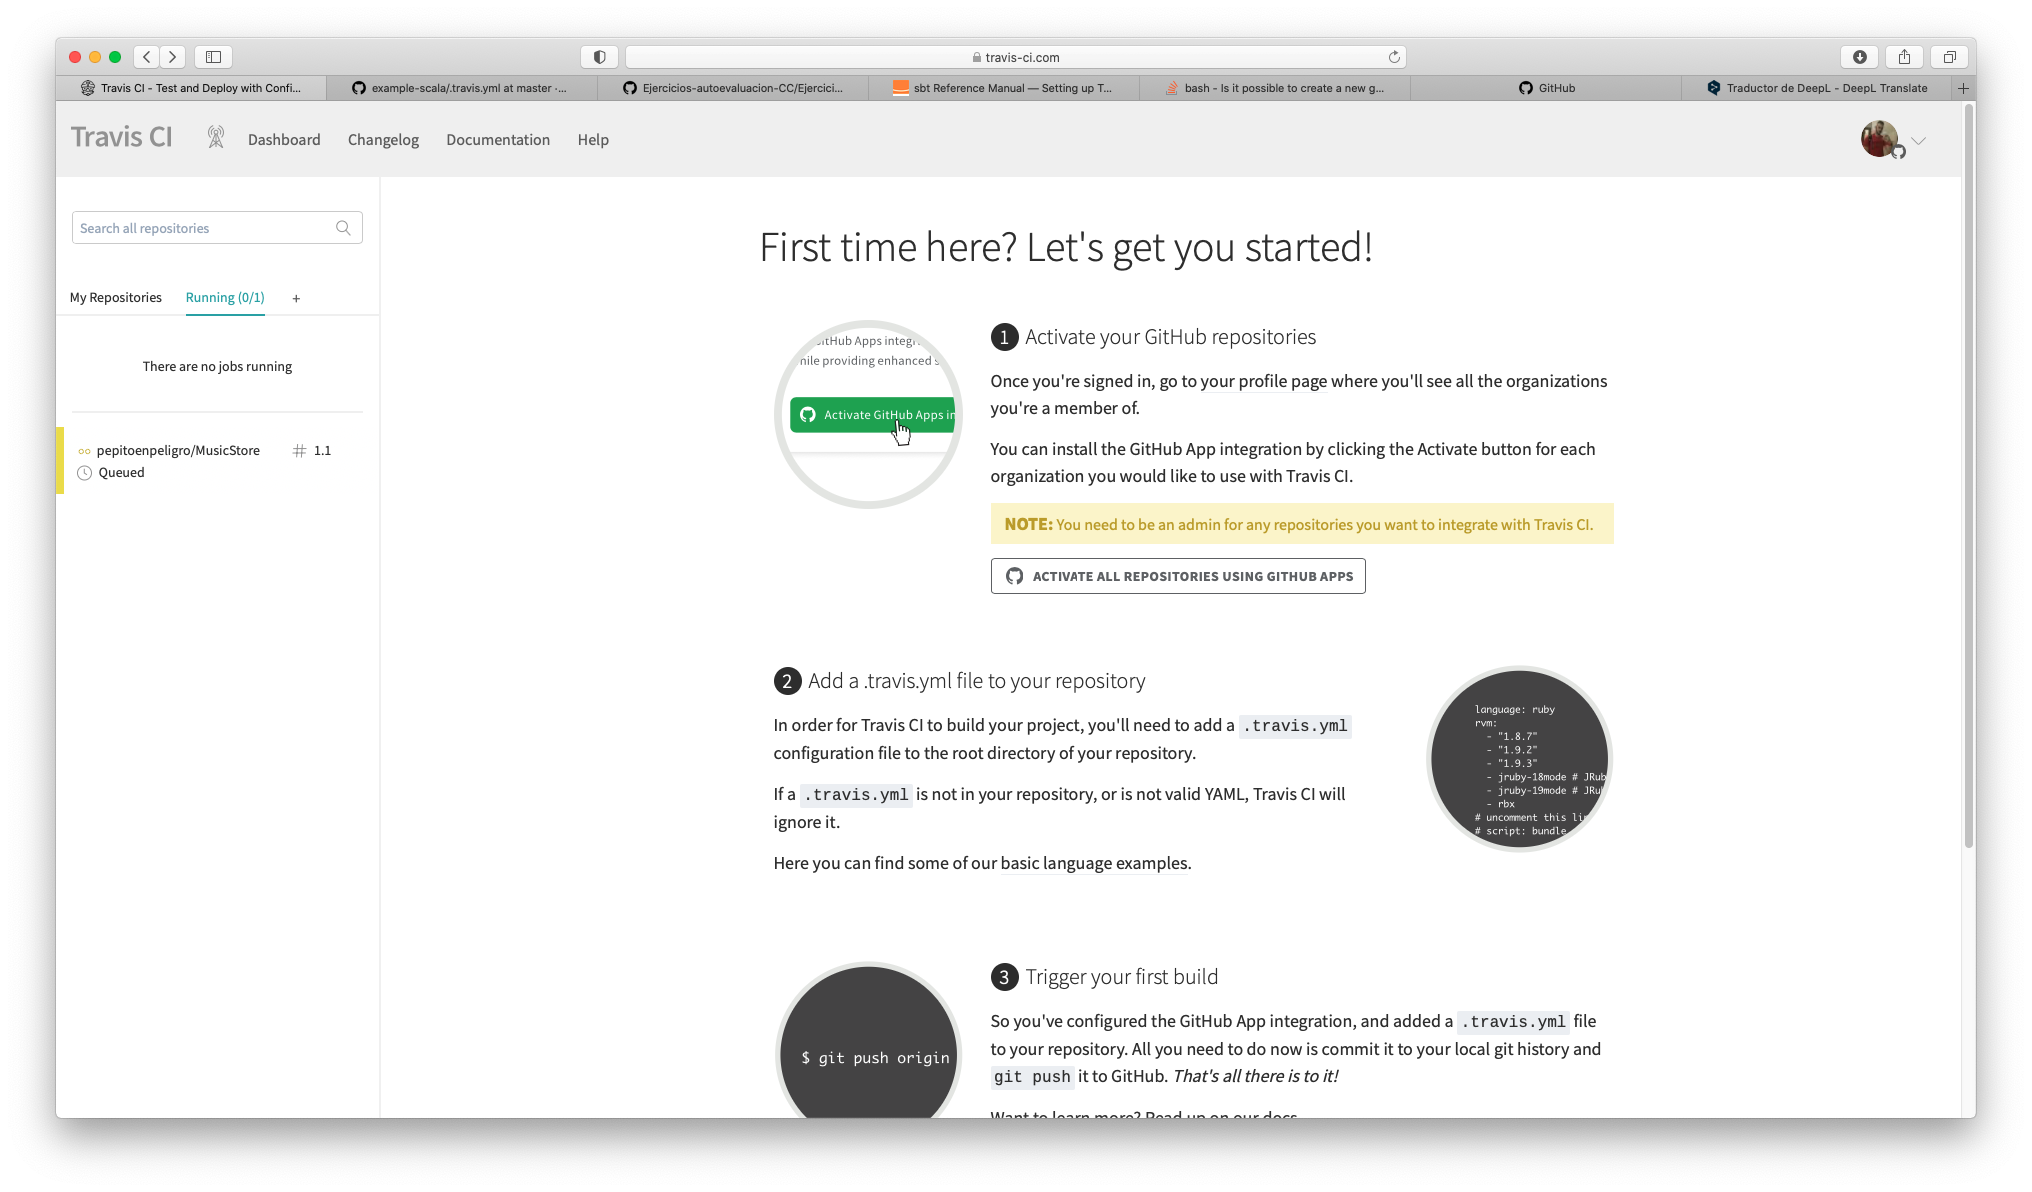 travis-ci.com
Travis CI - Test and Deploy with Confi...
example-scala/.travis.yml at master ·...
Ejercicios-autoevaluacion-CC/Ejercici...
sbt Reference Manual — Setting up T...
bash - Is it possible to create a new g...
GitHub
Traductor de DeepL - DeepL Translate
Travis CI
Dashboard
Changelog
Documentation
Help
Search all repositories
My Repositories
Running (0/1)
+
There are no jobs running
pepitoenpeligro/MusicStore
# 1.1
Queued
First time here? Let's get you started!
GitHub Apps integr
hile providing enhanced s
Activate GitHub Apps in
1 Activate your GitHub repositories
Once you're signed in, go to your profile page where you'll see all the organizations
you're a member of.
You can install the GitHub App integration by clicking the Activate button for each
organization you would like to use with Travis CI.
NOTE: You need to be an admin for any repositories you want to integrate with Travis CI.
ACTIVATE ALL REPOSITORIES USING GITHUB APPS
2 Add a .travis.yml file to your repository
In order for Travis CI to build your project, you'll need to add a .travis.yml
configuration file to the root directory of your repository.
If a .travis.yml is not in your repository, or is not valid YAML, Travis CI will
ignore it.
Here you can find some of our basic language examples.
language: ruby
rvm:
- "1.8.7"
- "1.9.2"
- "1.9.3"
- jruby-18mode # JRub
- jruby-19mode # JRu
- rbx
# uncomment this li
# script: bundle
$ git push origin
3 Trigger your first build
So you've configured the GitHub App integration, and added a .travis.yml file
to your repository. All you need to do now is commit it to your local git history and
git push it to GitHub. That's all there is to it!
Want to learn more? Read up on our docs.